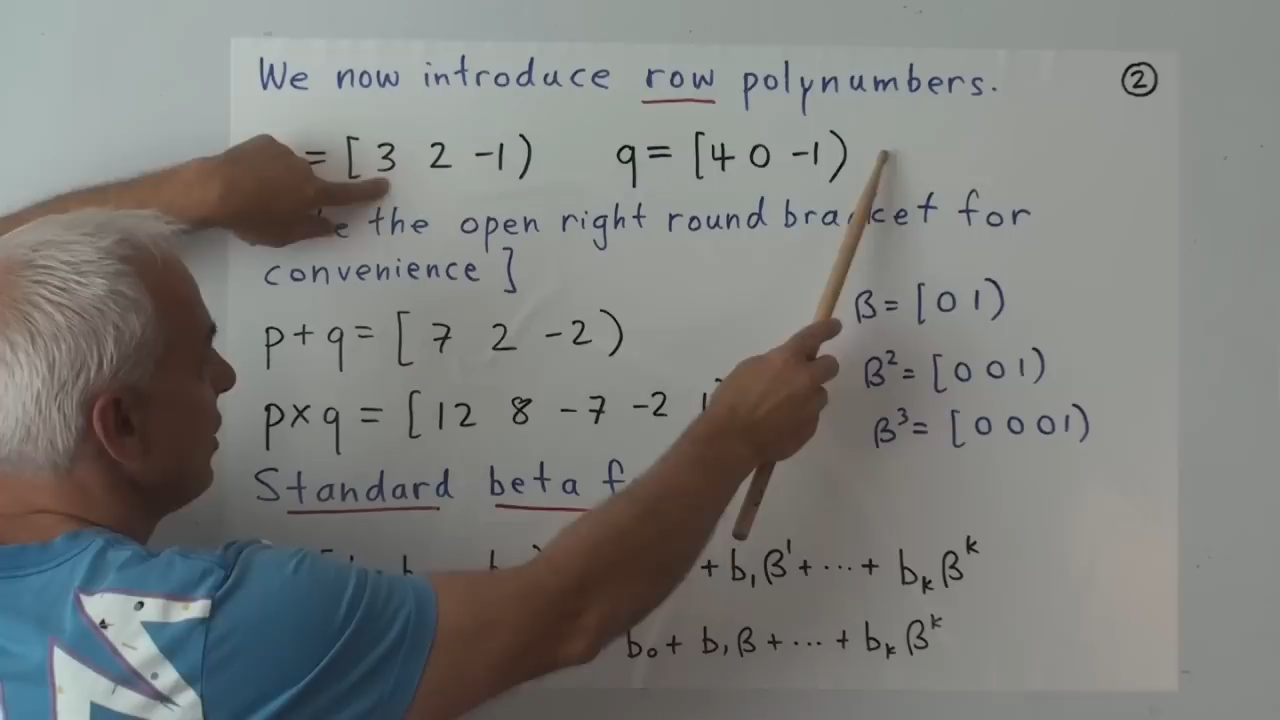 We now introduce row polynumbers. ②
= [ 3 2 -1 ) q = [ 4 0 -1 )
the open right round bracket for
convenience ]
β = [ 0 1 )
p + q = [ 7 2 -2 )
β² = [ 0 0 1 )
p × q = [ 12 8 -7 -2
β³ = [ 0 0 0 1 )
Standard beta
+ b₁β¹ + ··· + bₖβᵏ
b₀ + b₁β + ··· + bₖβᵏ